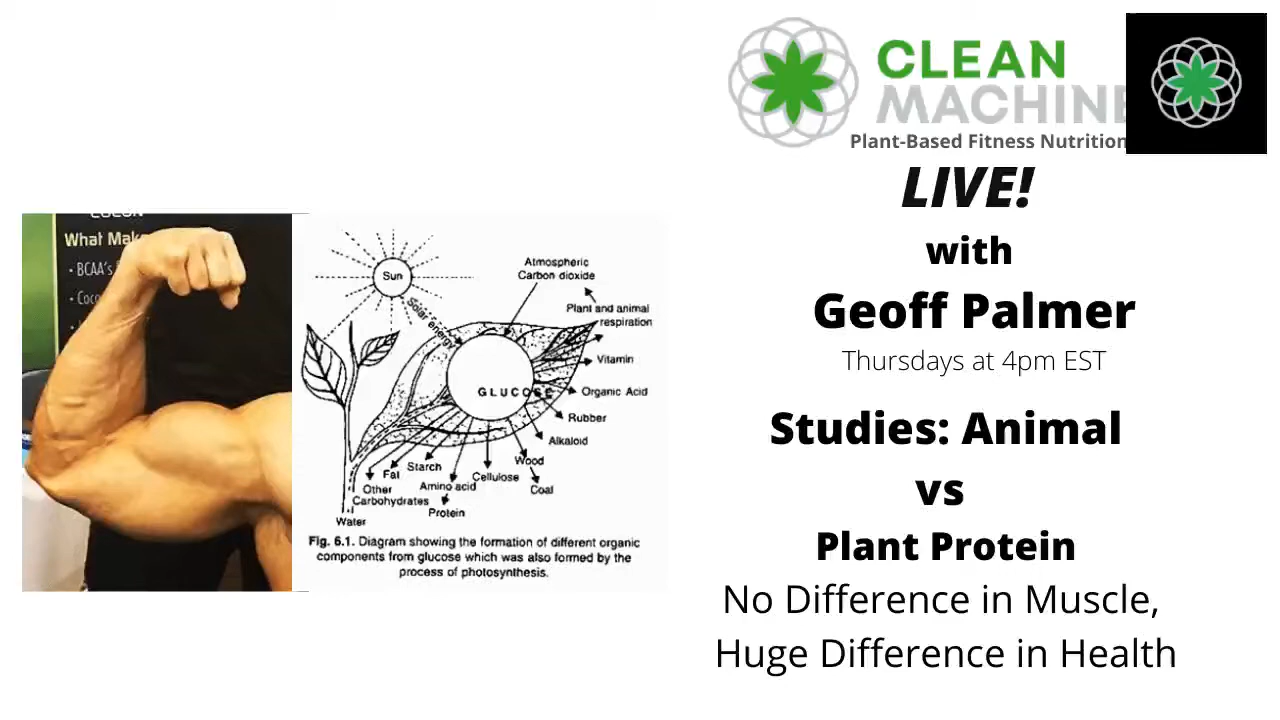 What Mak
• BCAA's
• Coco
Sun
Solar energy
Atmospheric
Carbon dioxide
Plant and animal
respiration
Vitamin
GLUCOSE
Organic Acid
Rubber
Alkaloid
Wood
Coal
Cellulose
Starch
Amino acid
Protein
Fat
Other
Carbohydrates
Water
Fig. 6.1. Diagram showing the formation of different organic
components from glucose which was also formed by the
process of photosynthesis.
CLEAN
MACHINE
Plant-Based Fitness Nutrition
LIVE!
with
Geoff Palmer
Thursdays at 4pm EST
Studies: Animal
vs
Plant Protein
No Difference in Muscle,
Huge Difference in Health